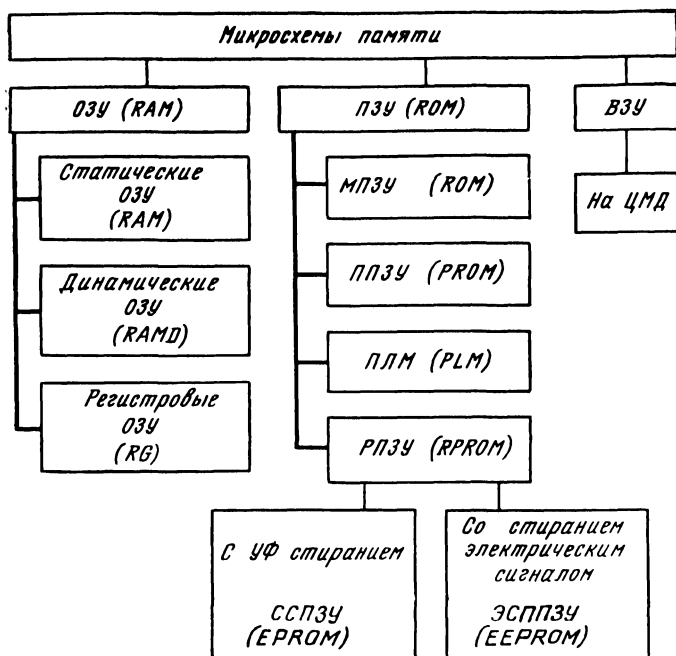 Микросхемы памяти
ОЗУ (RAM)
ПЗУ (ROM)
ВЗУ
Статические
ОЗУ
(RAM)
Динамические
ОЗУ
(RAMD)
Регистровые
ОЗУ
(RG)
МПЗУ (ROM)
ППЗУ (PROM)
ПЛМ (PLM)
РПЗУ (RPROM)
На ЦМД
С УФ стиранием
ССПЗУ
(EPROM)
Со стиранием
электрическим
сигналом
ЭСППЗУ
(EEPROM)